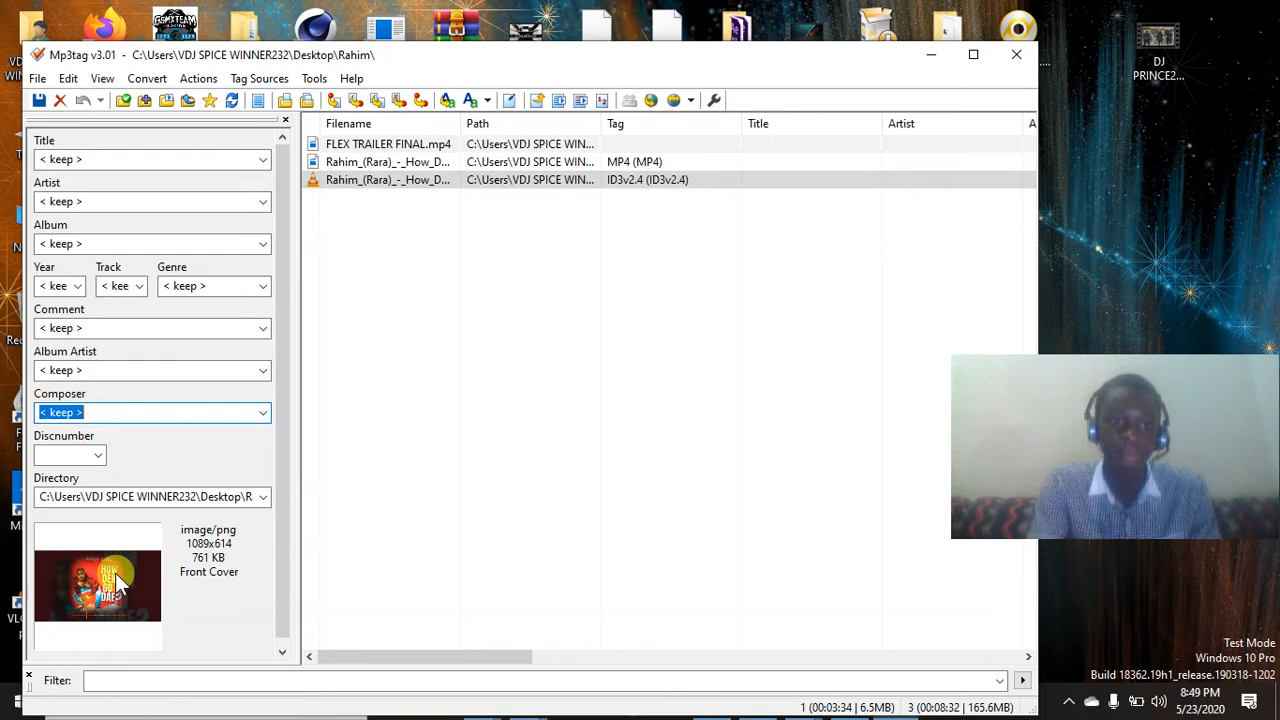 GSMXTEAM
DJ
PRINCE2...
Mp3tag v3.01 - C:\Users\VDJ SPICE WINNER232\Desktop\Rahim\
File Edit View Convert Actions Tag Sources Tools Help
Title
< keep >
Artist
< keep >
Album
< keep >
Year Track Genre
< kee < kee < keep >
Comment
< keep >
Album Artist
< keep >
Composer
< keep >
Discnumber
Directory
C:\Users\VDJ SPICE WINNER232\Desktop\R
image/png
1089x614
761 KB
Front Cover
Filename Path Tag Title Artist A
FLEX TRAILER FINAL.mp4 C:\Users\VDJ SPICE WIN...
Rahim_(Rara)_-_How_D... C:\Users\VDJ SPICE WIN... MP4 (MP4)
Rahim_(Rara)_-_How_D... C:\Users\VDJ SPICE WIN... ID3v2.4 (ID3v2.4)
Filter:
1 (00:03:34 | 6.5MB) 3 (00:08:32 | 165.6MB)
Test Mode
Windows 10 Pro
Build 18362.19h1_release.190318-1202
8:49 PM
5/23/2020